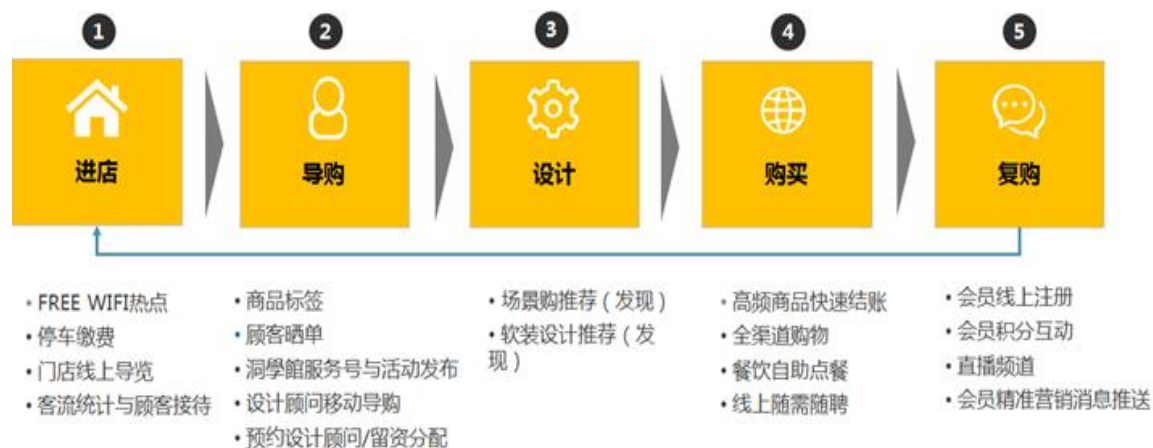 1
2
3
4
5
进店
导购
设计
购买
复购
• FREE WIFI热点
• 停车缴费
• 门店线上导览
• 客流统计与顾客接待
• 商品标签
• 顾客晒单
• 洞學館服务号与活动发布
• 设计顾问移动导购
• 预约设计顾问/留资分配
• 场景购推荐（发现）
• 软装设计推荐（发
现）
• 高频商品快速结账
• 全渠道购物
• 餐饮自助点餐
• 线上随需随聘
• 会员线上注册
• 会员积分互动
• 直播频道
• 会员精准营销消息推送